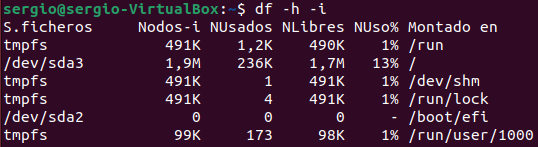 sergio@sergio-VirtualBox:~$ df -h -i
S.ficheros Nodos-i NUsados NLibres NUso% Montado en
tmpfs 491K 1,2K 490K 1% /run
/dev/sda3 1,9M 236K 1,7M 13% /
tmpfs 491K 1 491K 1% /dev/shm
tmpfs 491K 4 491K 1% /run/lock
/dev/sda2 0 0 0 - /boot/efi
tmpfs 99K 173 98K 1% /run/user/1000